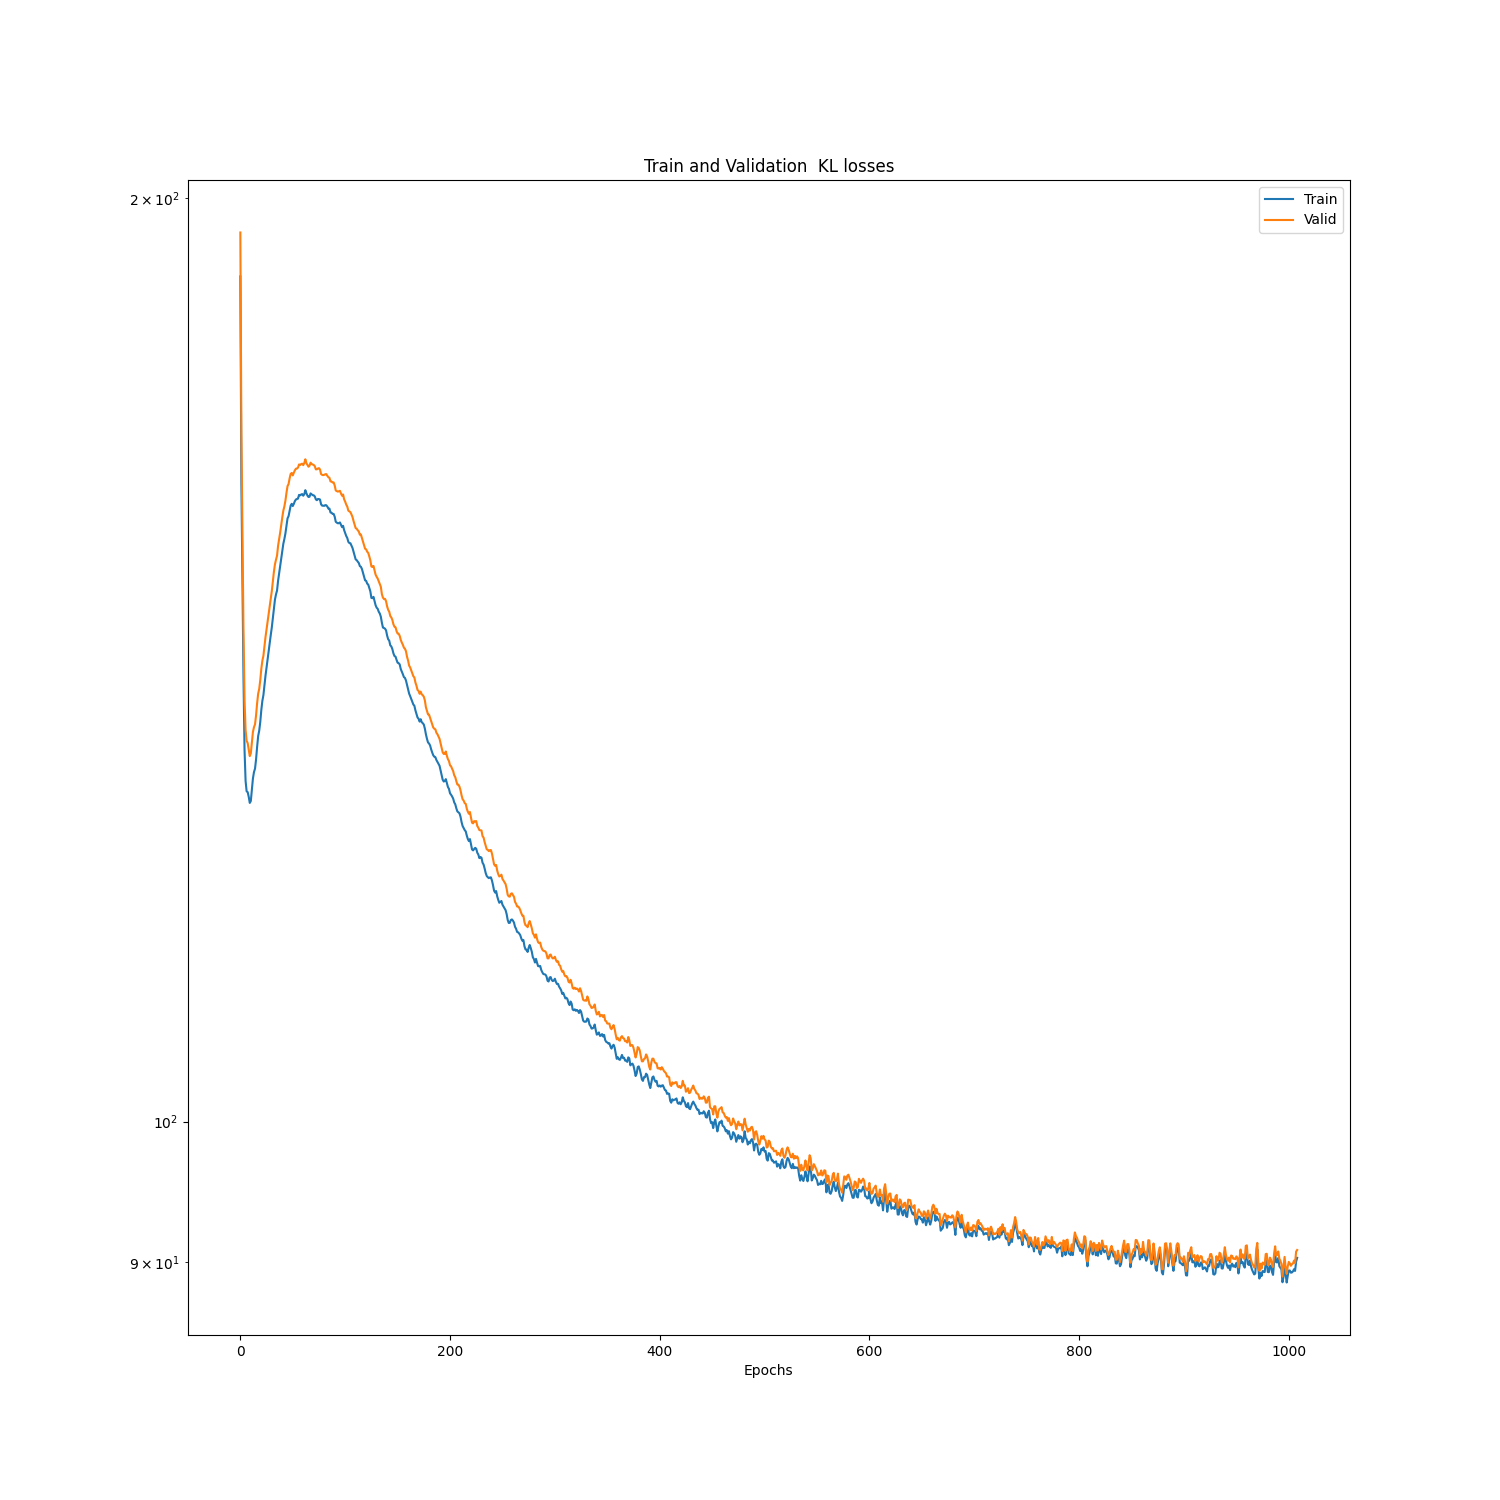 Train and Validation  KL losses
2 × 10²
Train
Valid
10²
9 × 10¹
0
200
400
600
800
1000
Epochs